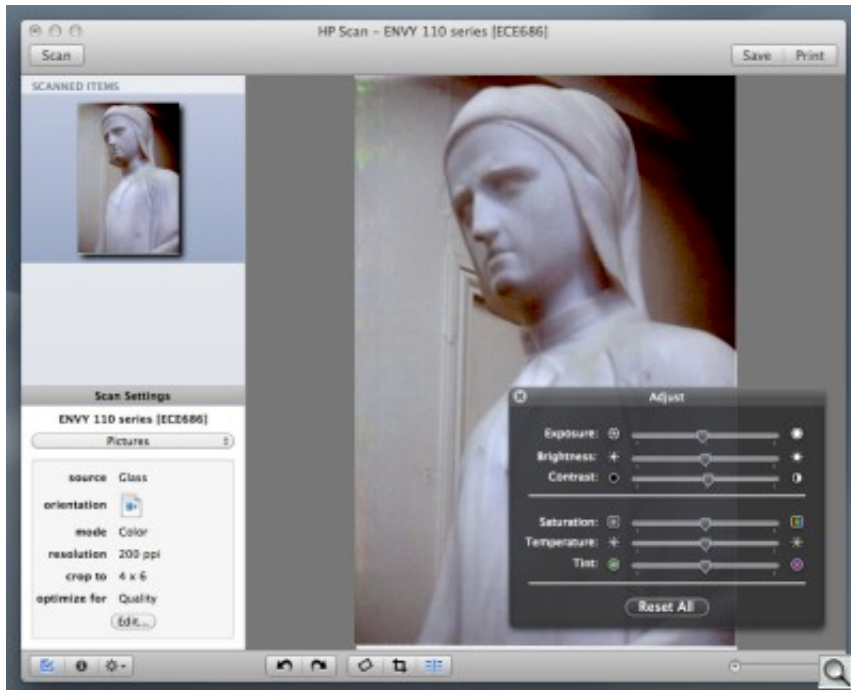 HP Scan – ENVY 110 series [ECE686]
Scan
Save Print
SCANNED ITEMS
Scan Settings
ENVY 110 series [ECE686]
Pictures
source Glass
orientation
mode Color
resolution 200 ppi
crop to 4 x 6
optimize for Quality
Edit...
Adjust
Exposure:
Brightness:
Contrast:
Saturation:
Temperature:
Tint:
Reset All